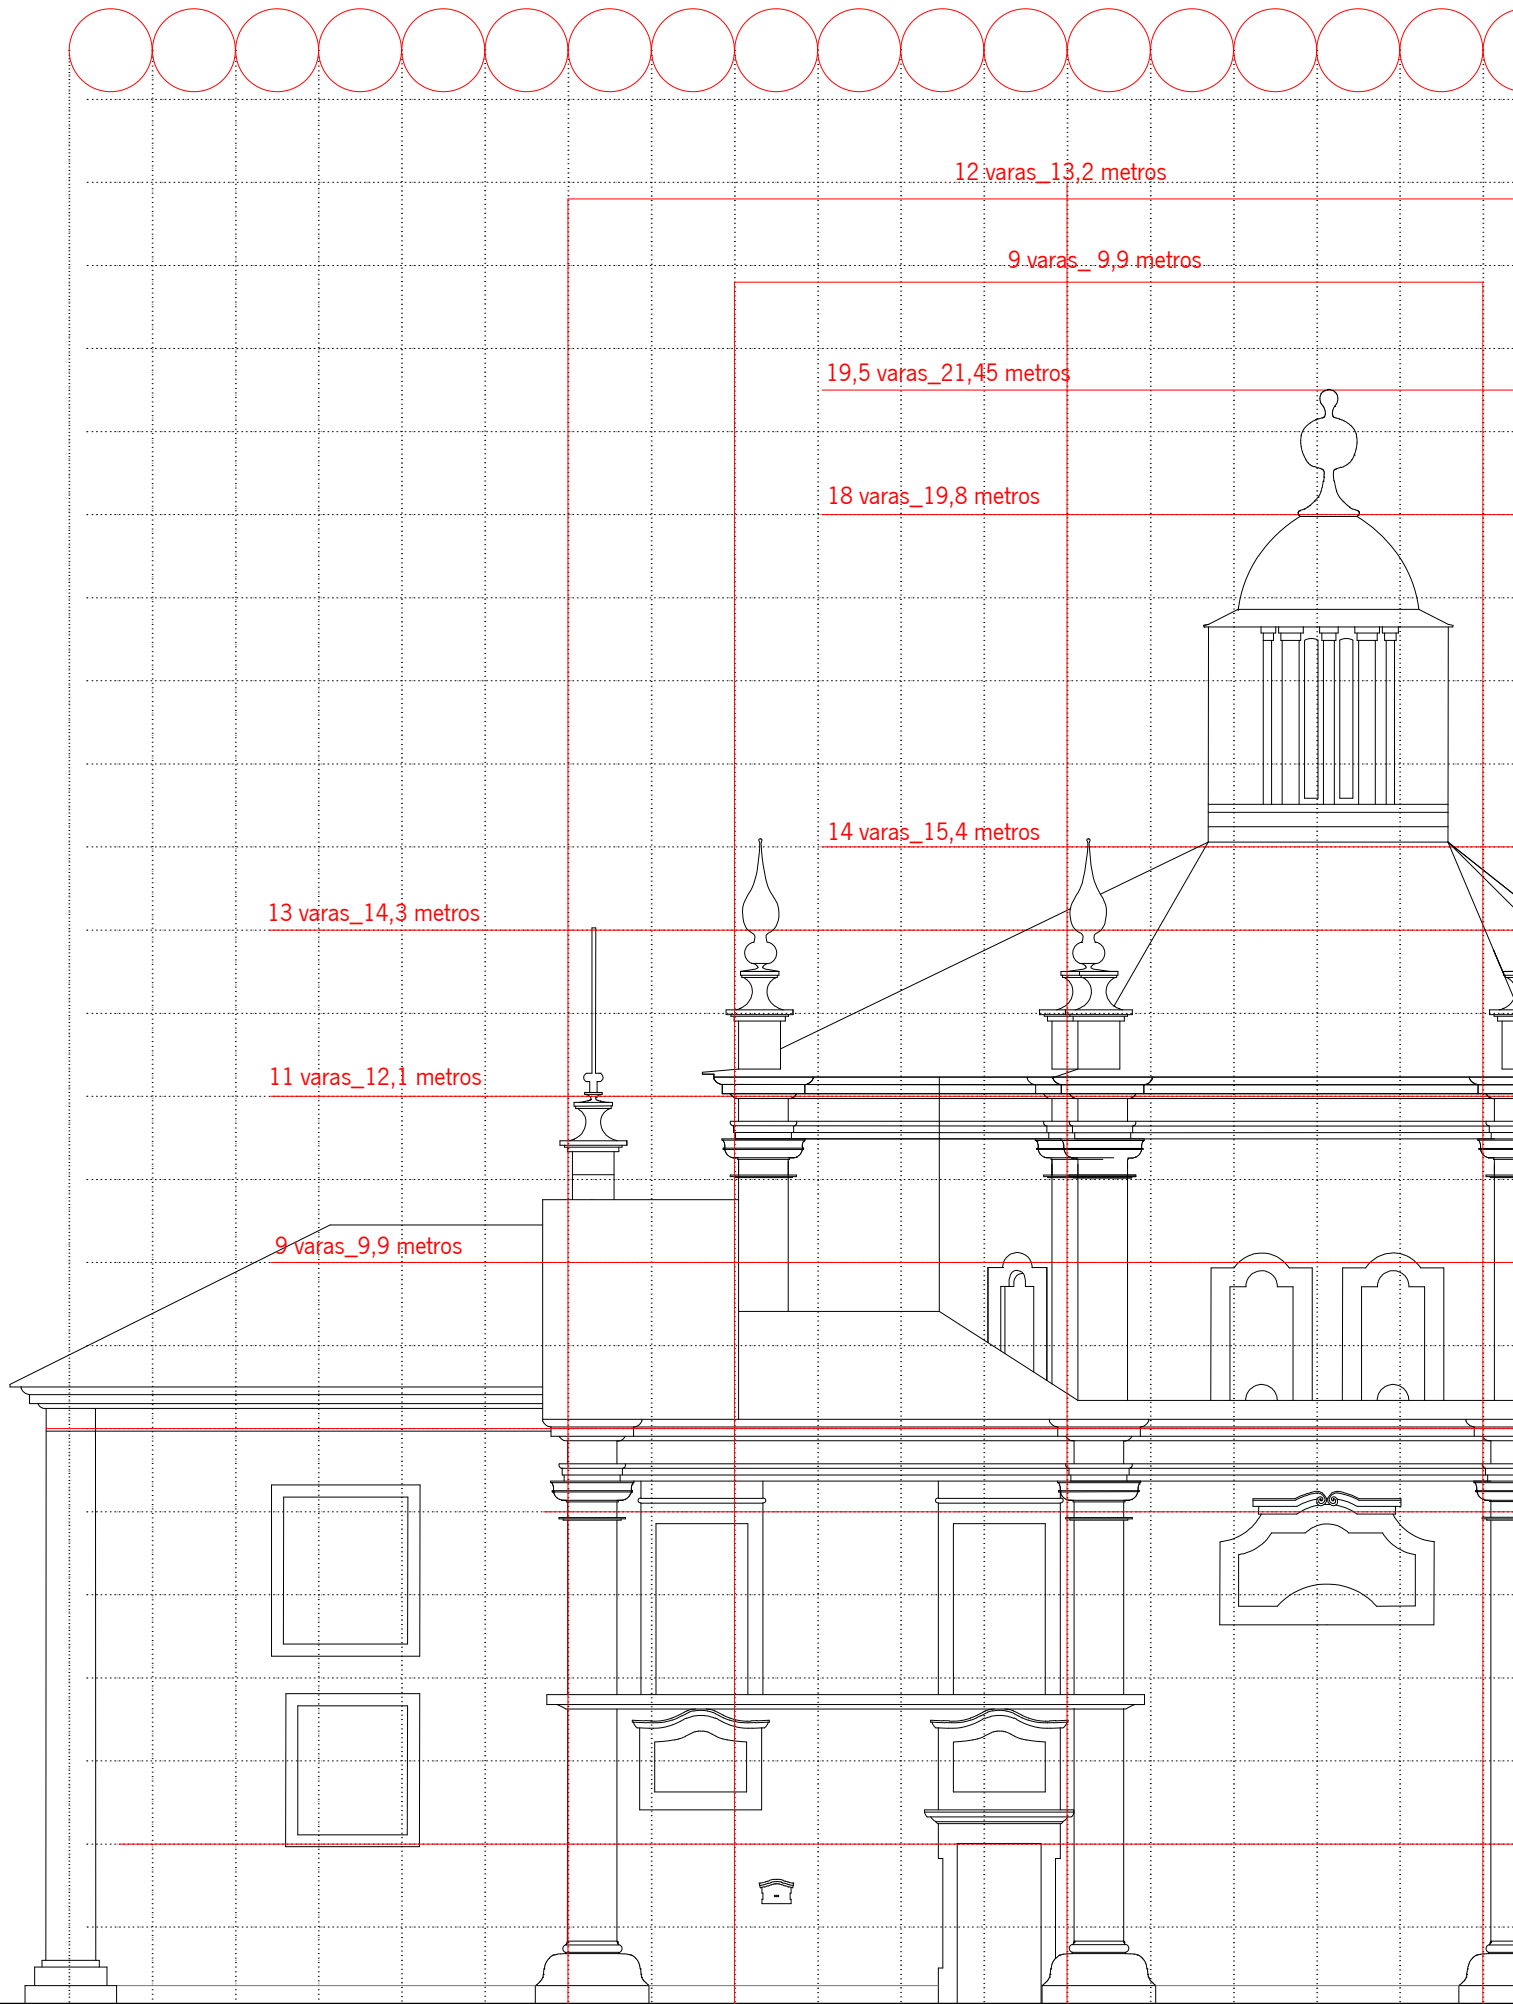 12 varas_13,2 metros
9 varas_ 9,9 metros
19,5 varas_21,45 metros
18 varas_19,8 metros
14 varas_15,4 metros
13 varas_14,3 metros
11 varas_12,1 metros
9 varas_9,9 metros